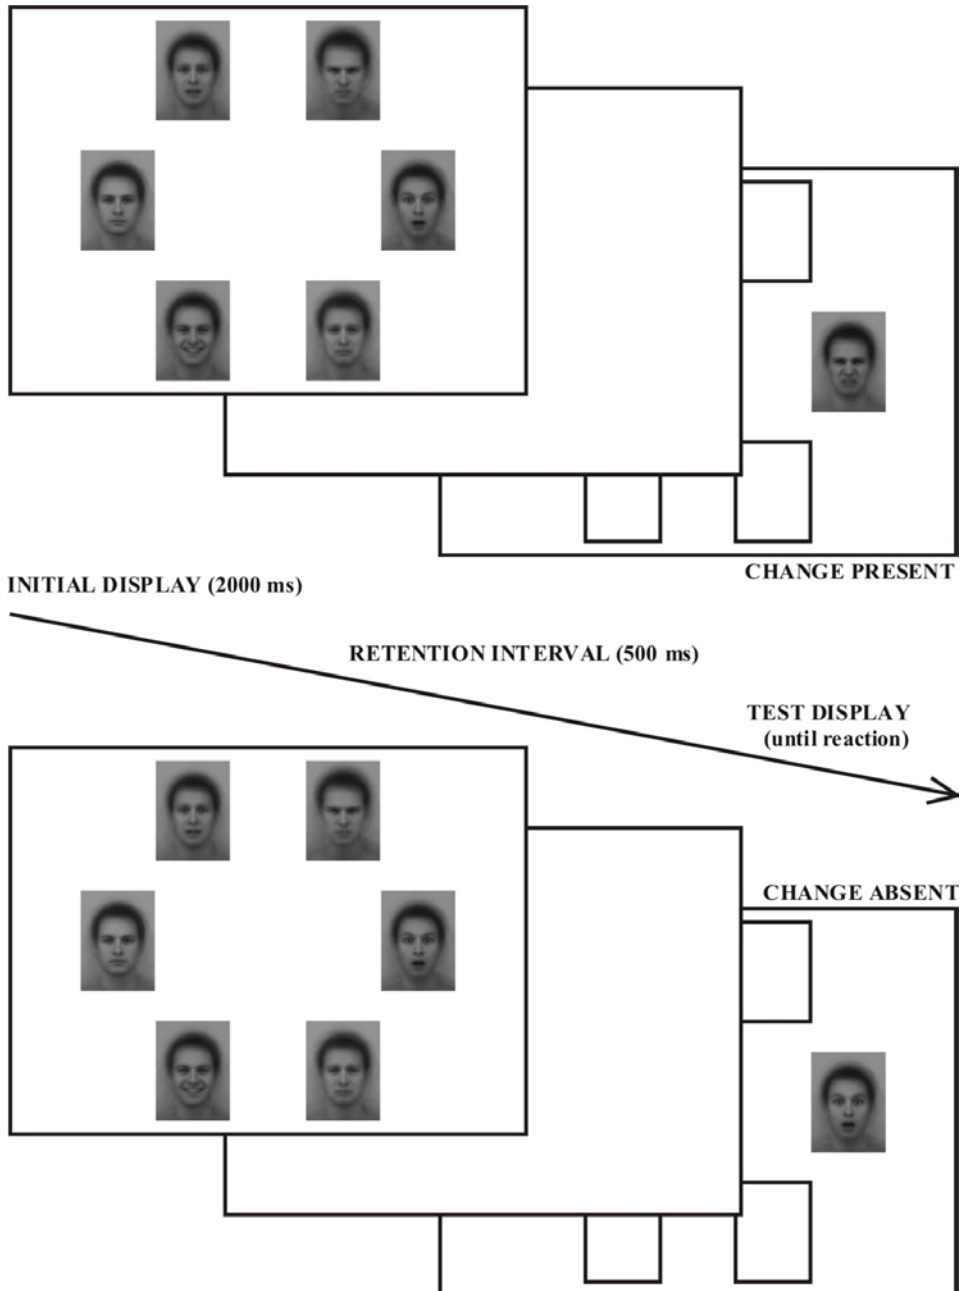 CHANGE PRESENT
INITIAL DISPLAY (2000 ms)
RETENTION INTERVAL (500 ms)
TEST DISPLAY
(until reaction)
CHANGE ABSENT